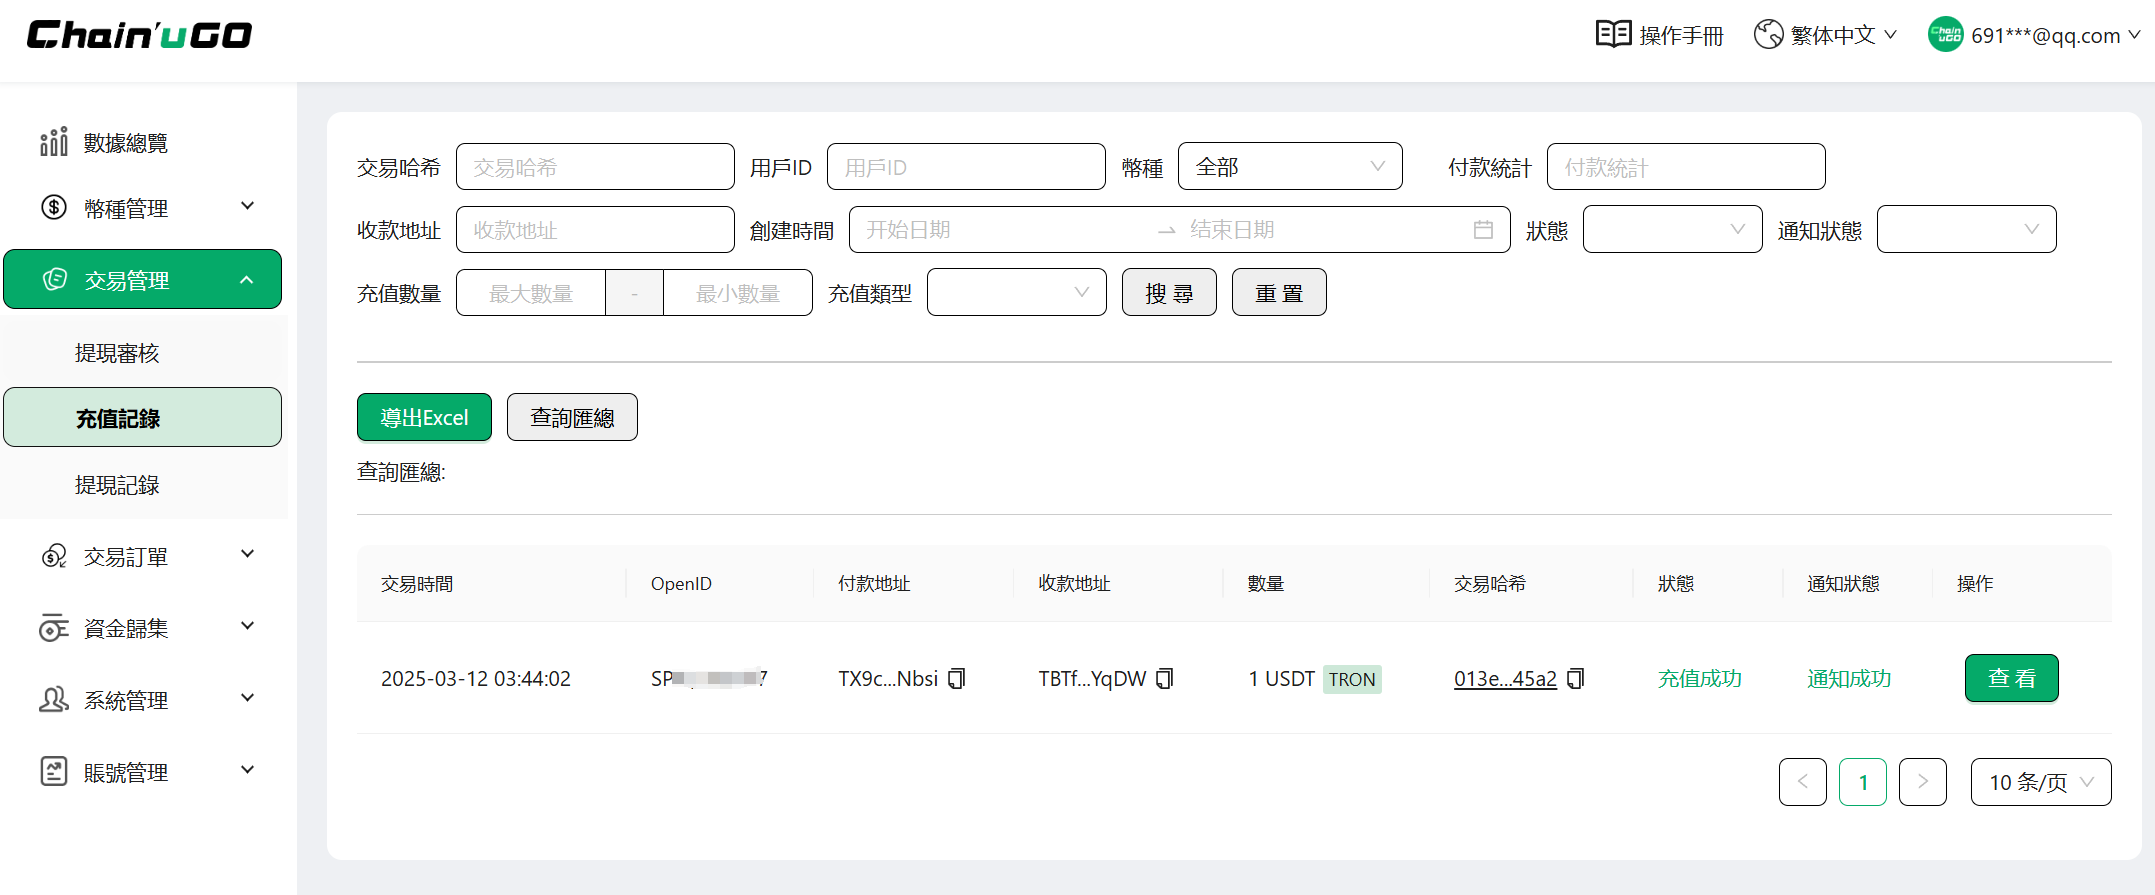 Chain'uGO
操作手冊
繁体中文
Chain uGO
691***@qq.com
數據總覽
幣種管理
交易管理
提現審核
充值記錄
提現記錄
交易訂單
資金歸集
系統管理
賬號管理
交易哈希 交易哈希 用戶ID 用戶ID 幣種 全部 付款統計 付款統計
收款地址 收款地址 創建時間 开始日期 结束日期 狀態 通知狀態
充值數量 最大數量 - 最小數量 充值類型 搜 尋 重 置
導出Excel 查詢匯總
查詢匯總:
交易時間 OpenID 付款地址 收款地址 數量 交易哈希 狀態 通知狀態 操作
2025-03-12 03:44:02 SP 7 TX9c...Nbsi TBTf...YqDW 1 USDT TRON 013e...45a2 充值成功 通知成功 查 看
< 1 > 10 条/页